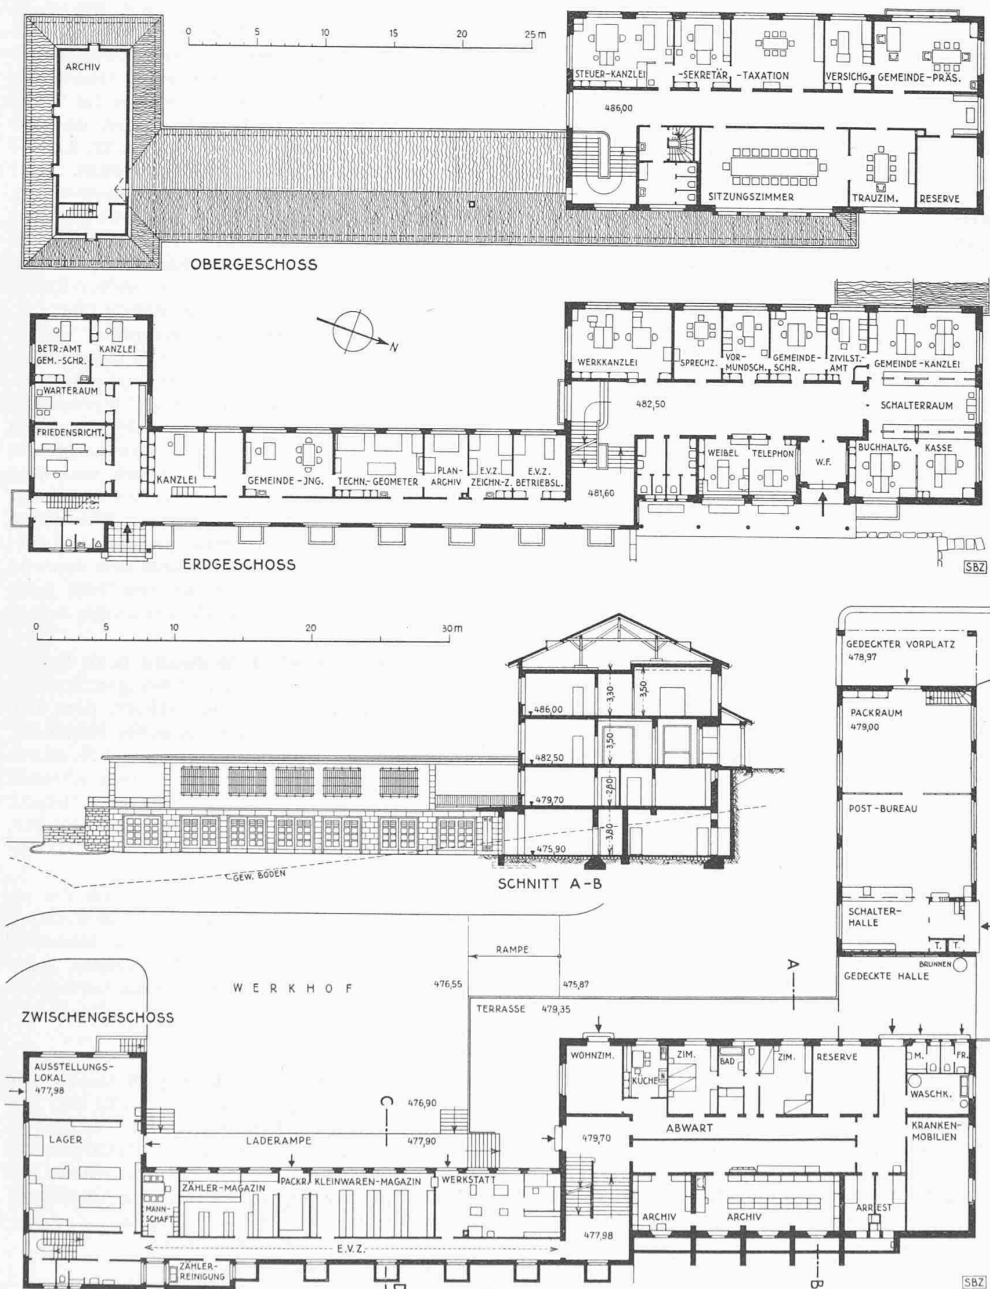 ARCHIV
0 5 10 15 20 25 m
STEUER-KANZLEI
-SEKRETÄR
-TAXATION
VERSICHG.
GEMEINDE-PRÄS.
486,00
SITZUNGSZIMMER
TRAUZIM.
RESERVE
OBERGESCHOSS
N
BETR.-AMT
GEM.-SCHR.
KANZLEI
WARTERAUM
FRIEDENSRICHT.
KANZLEI
GEMEINDE-JNG.
TECHN.-GEOMETER
PLAN-
ARCHIV
E.V.Z.
ZEICHN-Z.
E.V.Z.
BETRIEBSL.
WERKKANZLEI
SPRECHZ.
VOR-
MUNDSCH.
GEMEINDE-
SCHR.
ZIVILST.-
AMT
GEMEINDE-KANZLEI
482,50
SCHALTERRAUM
WEIBEL
TELEPHON
W.F.
BUCHHALTG.
KASSE
481,60
ERDGESCHOSS
SBZ
0 5 10 15 20 30 m
486,00
3,30
3,50
482,50
3,50
479,70
2,80
475,90
3,80
GEW. BODEN
SCHNITT A-B
GEDECKTER VORPLATZ
478,97
PACKRAUM
479,00
POST-BUREAU
SCHALTER-
HALLE
T. T.
BRUNNEN
GEDECKTE HALLE
RAMPE
476,55
475,87
WERKHOF
TERRASSE 479,35
A
ZWISCHENGESCHOSS
AUSSTELLUNGS-
LOKAL
477,98
LAGER
476,90
C
LADERAMPE
477,90
MANN-
SCHAFT
ZÄHLER-MAGAZIN
PACKR.
KLEINWAREN-MAGAZIN
WERKSTATT
E.V.Z.
ZÄHLER-
REINIGUNG
D
WOHNZIM.
KÜCHE
ZIM.
BAD
ZIM.
RESERVE
M.
FR.
WASCHK.
ABWART
479,70
KRANKEN-
MOBILIEN
ARCHIV
ARCHIV
ARREST
477,98
B
SBZ